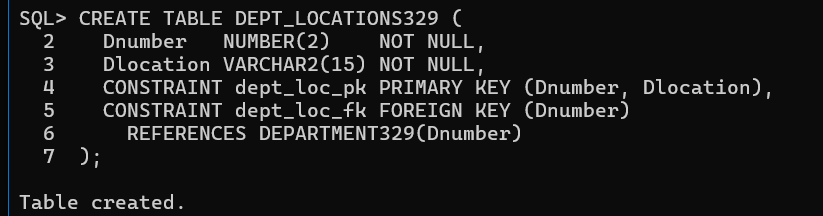 SQL> CREATE TABLE DEPT_LOCATIONS329 (
  2    Dnumber   NUMBER(2)    NOT NULL,
  3    Dlocation VARCHAR2(15) NOT NULL,
  4    CONSTRAINT dept_loc_pk PRIMARY KEY (Dnumber, Dlocation),
  5    CONSTRAINT dept_loc_fk FOREIGN KEY (Dnumber)
  6      REFERENCES DEPARTMENT329(Dnumber)
  7  );
Table created.